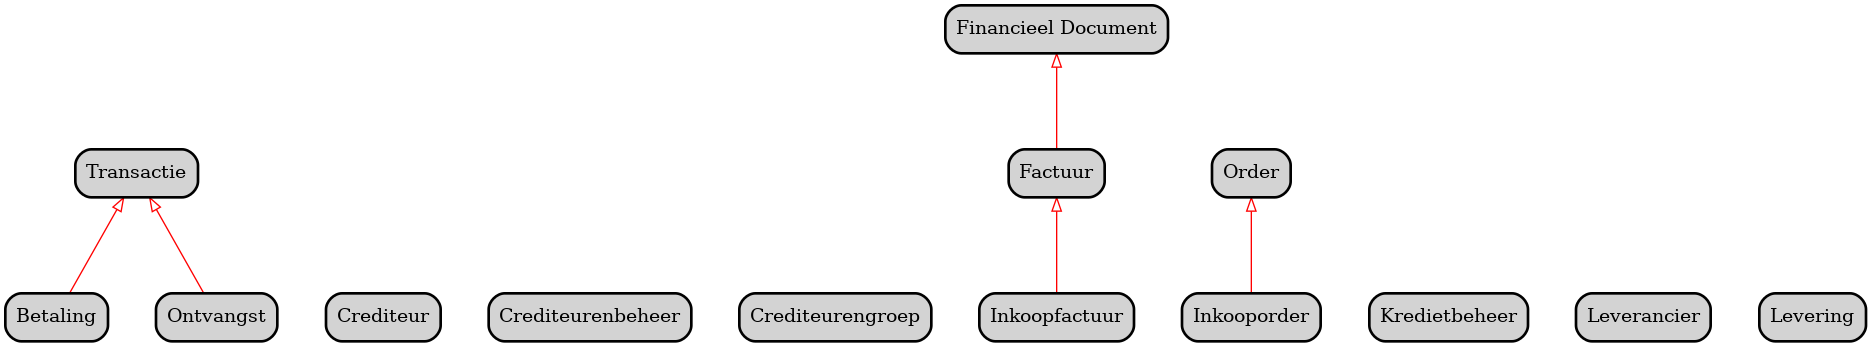 Financieel Document
Transactie
Factuur
Order
Betaling
Ontvangst
Crediteur
Crediteurenbeheer
Crediteurengroep
Inkoopfactuur
Inkooporder
Kredietbeheer
Leverancier
Levering